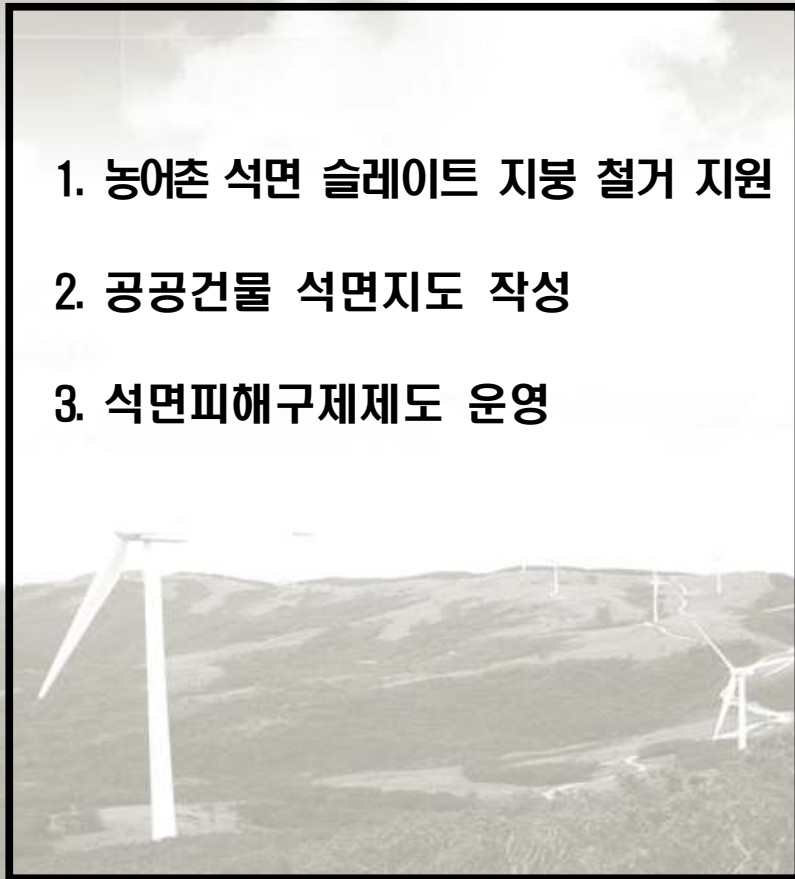 1. 농어촌 석면 슬레이트 지붕 철거 지원
2. 공공건물 석면지도 작성
3. 석면피해구제제도 운영